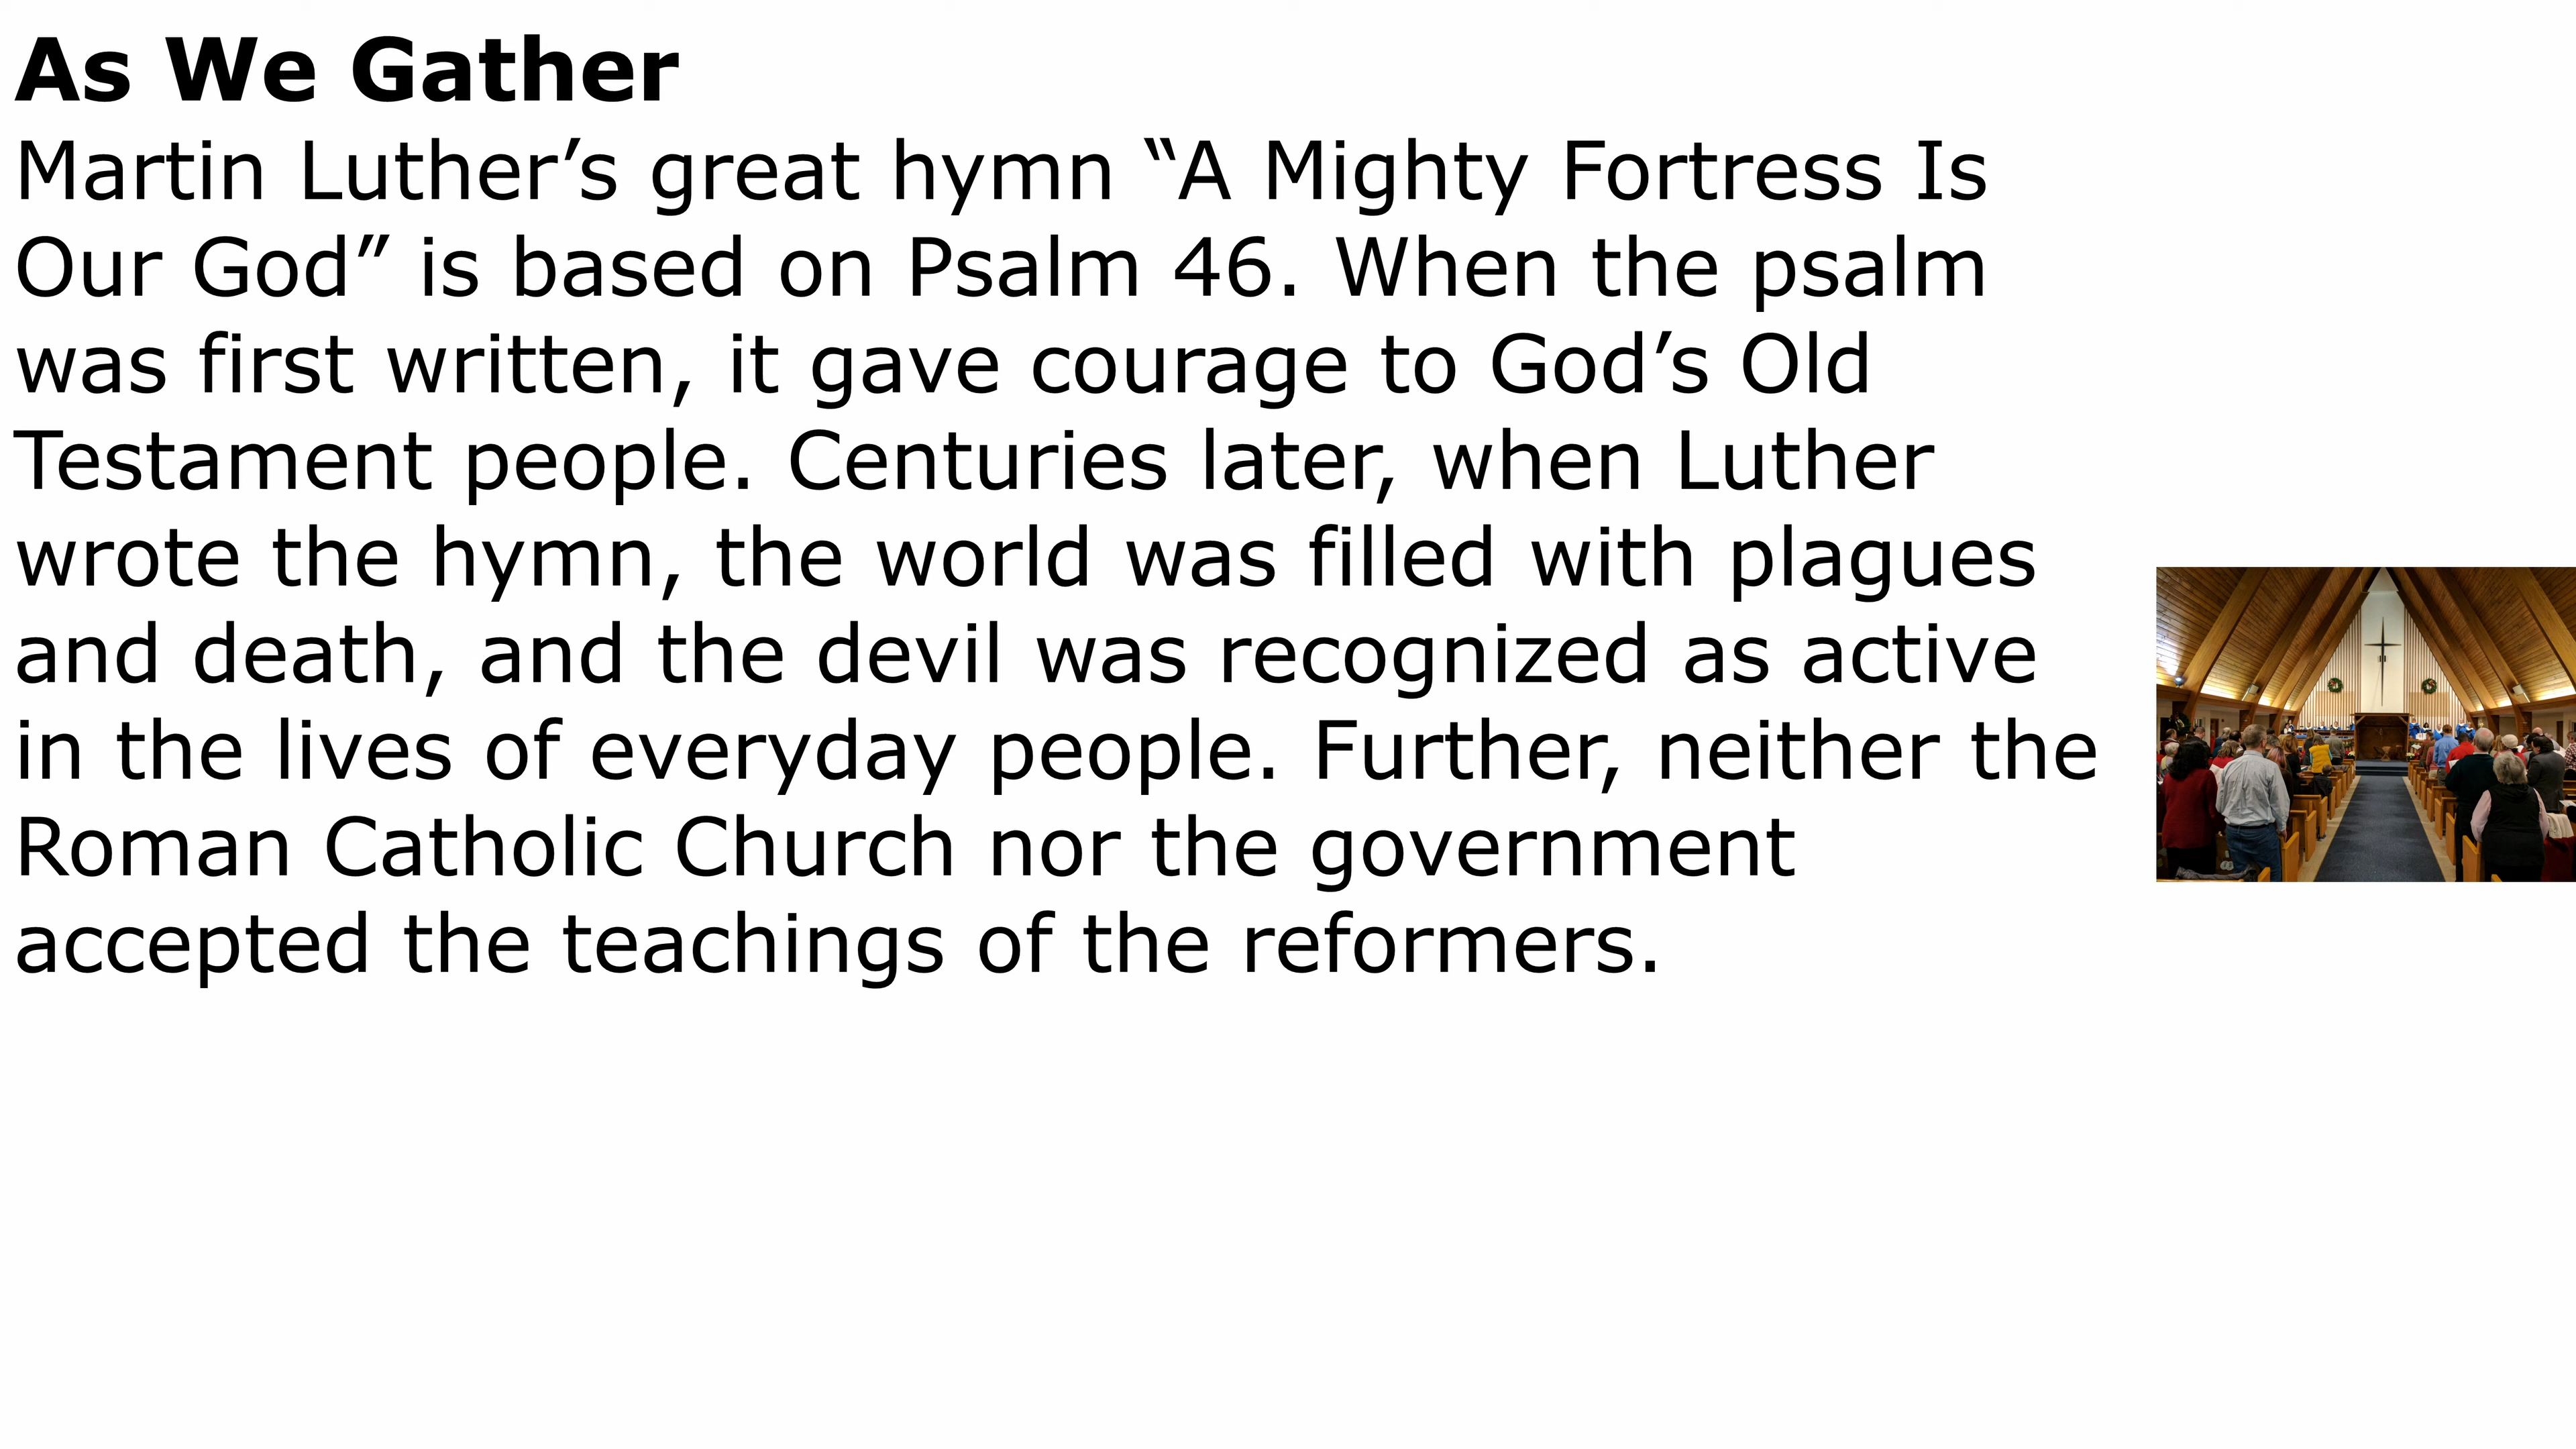 As We Gather
Martin Luther’s great hymn “A Mighty Fortress Is
Our God” is based on Psalm 46. When the psalm
was first written, it gave courage to God’s Old
Testament people. Centuries later, when Luther
wrote the hymn, the world was filled with plagues
and death, and the devil was recognized as active
in the lives of everyday people. Further, neither the
Roman Catholic Church nor the government
accepted the teachings of the reformers.